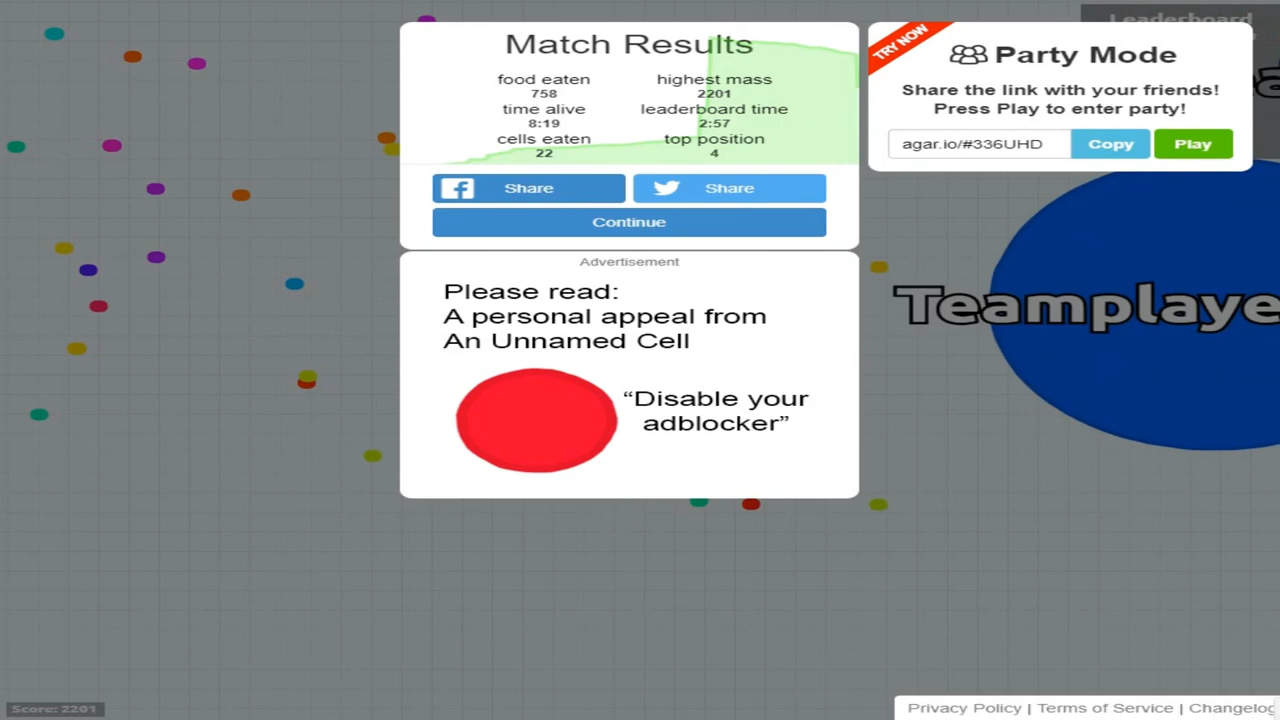 Leaderboard
Match Results
food eaten
758
highest mass
2201
time alive
8:19
leaderboard time
2:57
cells eaten
22
top position
4
Share
Share
Continue
TRY NOW
Party Mode
Share the link with your friends!
Press Play to enter party!
agar.io/#336UHD
Copy
Play
Advertisement
Please read:
A personal appeal from
An Unnamed Cell
“Disable your
adblocker”
Teamplaye
Score: 2201
Privacy Policy | Terms of Service | Changelog